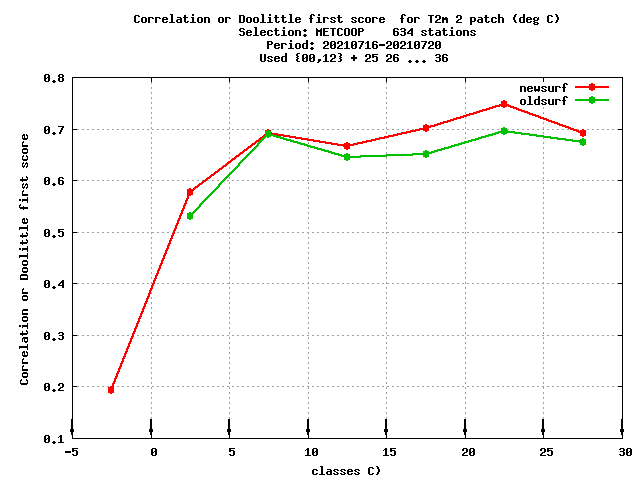 Correlation or Doolittle first score  for T2m 2 patch (deg C)
Selection: METCOOP    634 stations
Period: 20210716-20210720
Used {00,12} + 25 26 ... 36
newsurf
oldsurf
Correlation or Doolittle first score
0.8
0.7
0.6
0.5
0.4
0.3
0.2
0.1
-5 0 5 10 15 20 25 30
classes C)